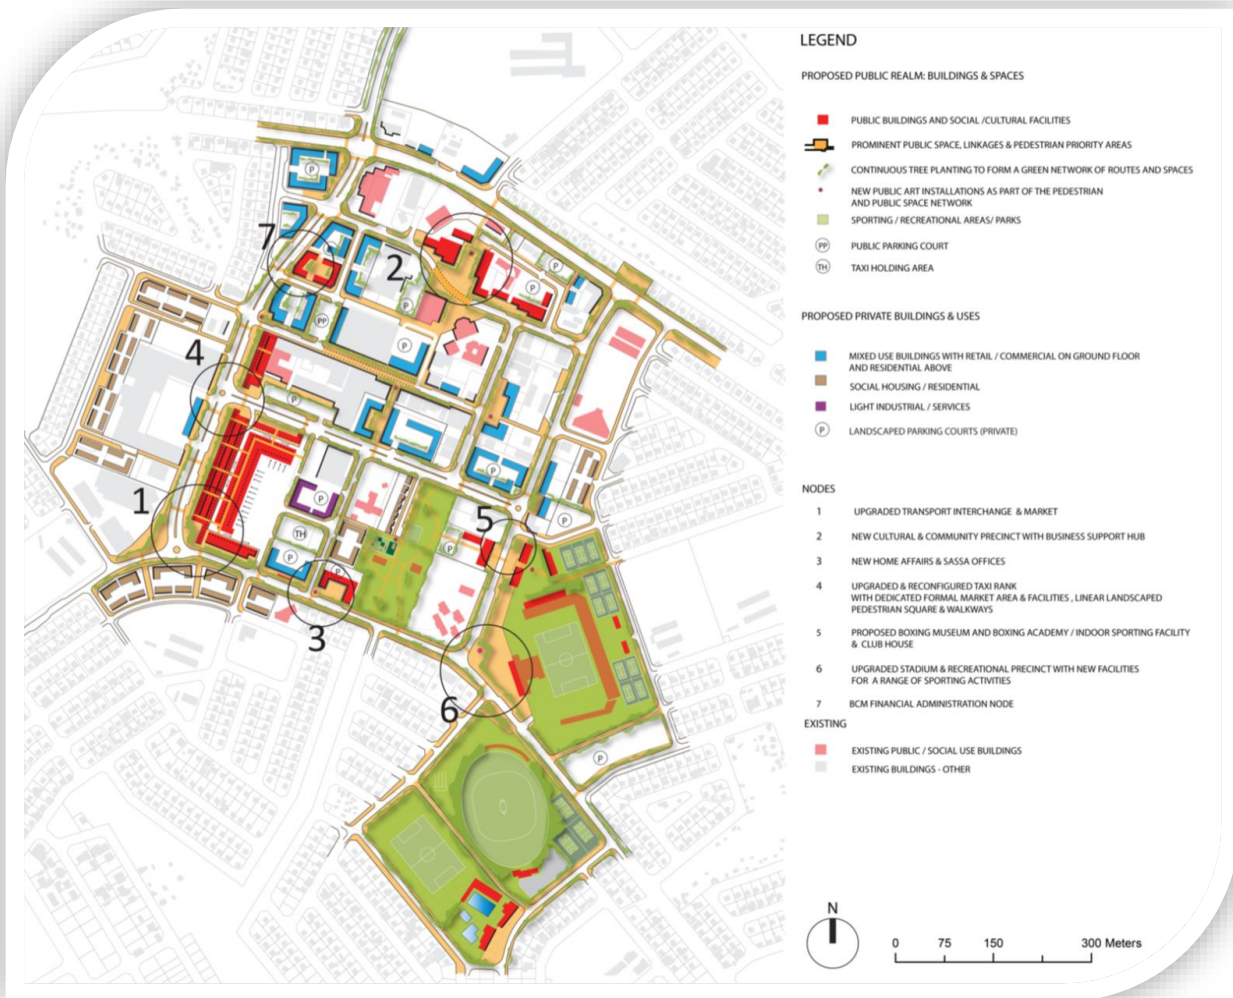 LEGEND
PROPOSED PUBLIC REALM: BUILDINGS & SPACES
PUBLIC BUILDINGS AND SOCIAL /CULTURAL FACILITIES
PROMINENT PUBLIC SPACE, LINKAGES & PEDESTRIAN PRIORITY AREAS
CONTINUOUS TREE PLANTING TO FORM A GREEN NETWORK OF ROUTES AND SPACES
NEW PUBLIC ART INSTALLATIONS AS PART OF THE PEDESTRIAN
AND PUBLIC SPACE NETWORK
SPORTING / RECREATIONAL AREAS/ PARKS
PP PUBLIC PARKING COURT
TH TAXI HOLDING AREA
PROPOSED PRIVATE BUILDINGS & USES
MIXED USE BUILDINGS WITH RETAIL / COMMERCIAL ON GROUND FLOOR
AND RESIDENTIAL ABOVE
SOCIAL HOUSING / RESIDENTIAL
LIGHT INDUSTRIAL / SERVICES
P LANDSCAPED PARKING COURTS (PRIVATE)
NODES
1 UPGRADED TRANSPORT INTERCHANGE & MARKET
2 NEW CULTURAL & COMMUNITY PRECINCT WITH BUSINESS SUPPORT HUB
3 NEW HOME AFFAIRS & SASSA OFFICES
4 UPGRADED & RECONFIGURED TAXI RANK
WITH DEDICATED FORMAL MARKET AREA & FACILITIES , LINEAR LANDSCAPED
PEDESTRIAN SQUARE & WALKWAYS
5 PROPOSED BOXING MUSEUM AND BOXING ACADEMY / INDOOR SPORTING FACILITY
& CLUB HOUSE
6 UPGRADED STADIUM & RECREATIONAL PRECINCT WITH NEW FACILITIES
FOR A RANGE OF SPORTING ACTIVITIES
7 BCM FINANCIAL ADMINISTRATION NODE
EXISTING
EXISTING PUBLIC / SOCIAL USE BUILDINGS
EXISTING BUILDINGS - OTHER
N
0 75 150 300 Meters
P
7
2
P
P
P
PP
P
4
P
P
1
P
5
P
TH
P
P
P
3
6
P